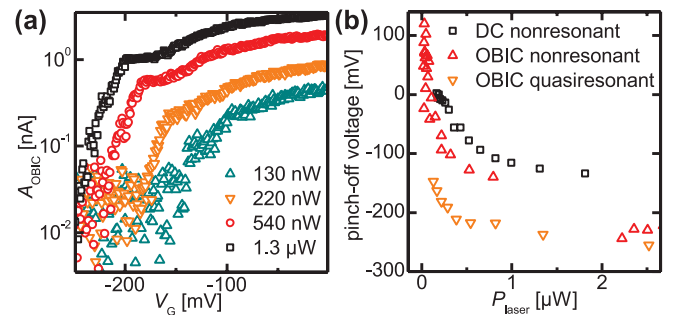 (a)
10^0
10^-1
10^-2
A_OBIC [nA]
130 nW
220 nW
540 nW
1.3 µW
-200
-100
V_G [mV]
(b)
100
0
-100
-200
-300
pinch-off voltage [mV]
DC nonresonant
OBIC nonresonant
OBIC quasiresonant
0
1
2
P_laser [µW]